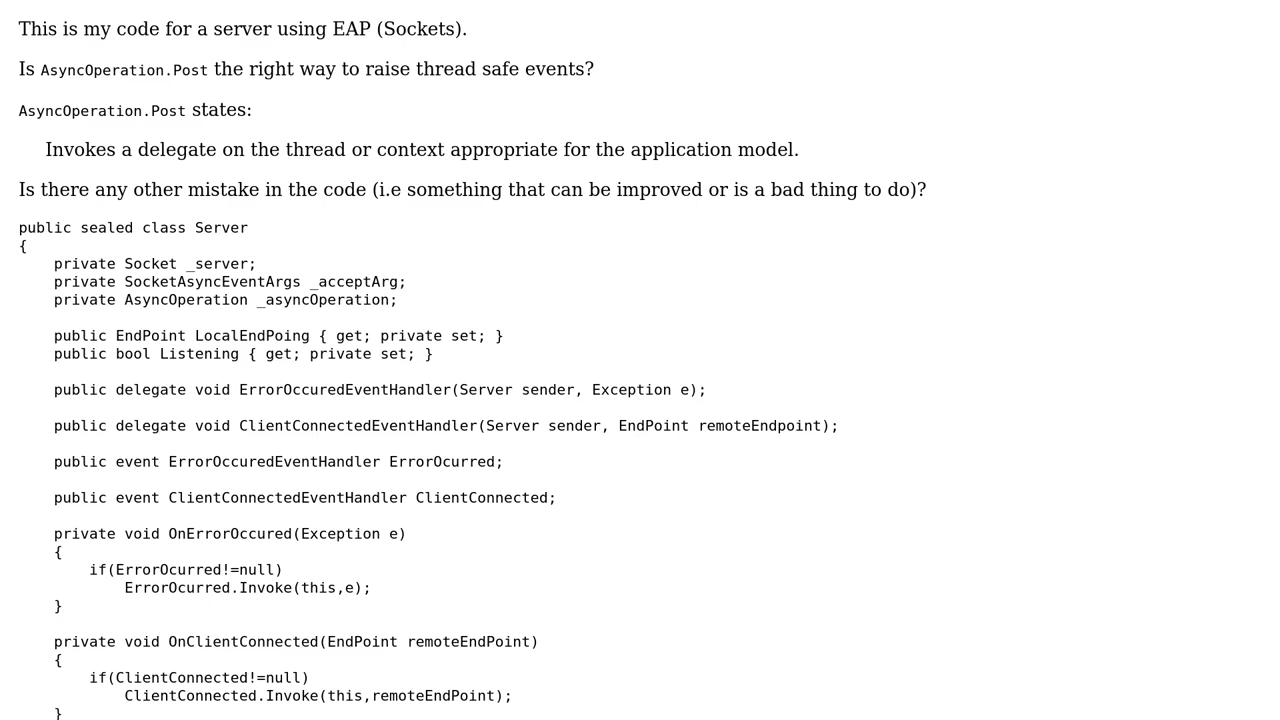 This is my code for a server using EAP (Sockets).
Is AsyncOperation.Post the right way to raise thread safe events?
AsyncOperation.Post states:
Invokes a delegate on the thread or context appropriate for the application model.
Is there any other mistake in the code (i.e something that can be improved or is a bad thing to do)?
public sealed class Server
{
    private Socket _server;
    private SocketAsyncEventArgs _acceptArg;
    private AsyncOperation _asyncOperation;
    public EndPoint LocalEndPoing { get; private set; }
    public bool Listening { get; private set; }
    public delegate void ErrorOccuredEventHandler(Server sender, Exception e);
    public delegate void ClientConnectedEventHandler(Server sender, EndPoint remoteEndpoint);
    public event ErrorOccuredEventHandler ErrorOcurred;
    public event ClientConnectedEventHandler ClientConnected;
    private void OnErrorOccured(Exception e)
    {
        if(ErrorOcurred!=null)
            ErrorOcurred.Invoke(this,e);
    }
    private void OnClientConnected(EndPoint remoteEndPoint)
    {
        if(ClientConnected!=null)
            ClientConnected.Invoke(this,remoteEndPoint);
    }